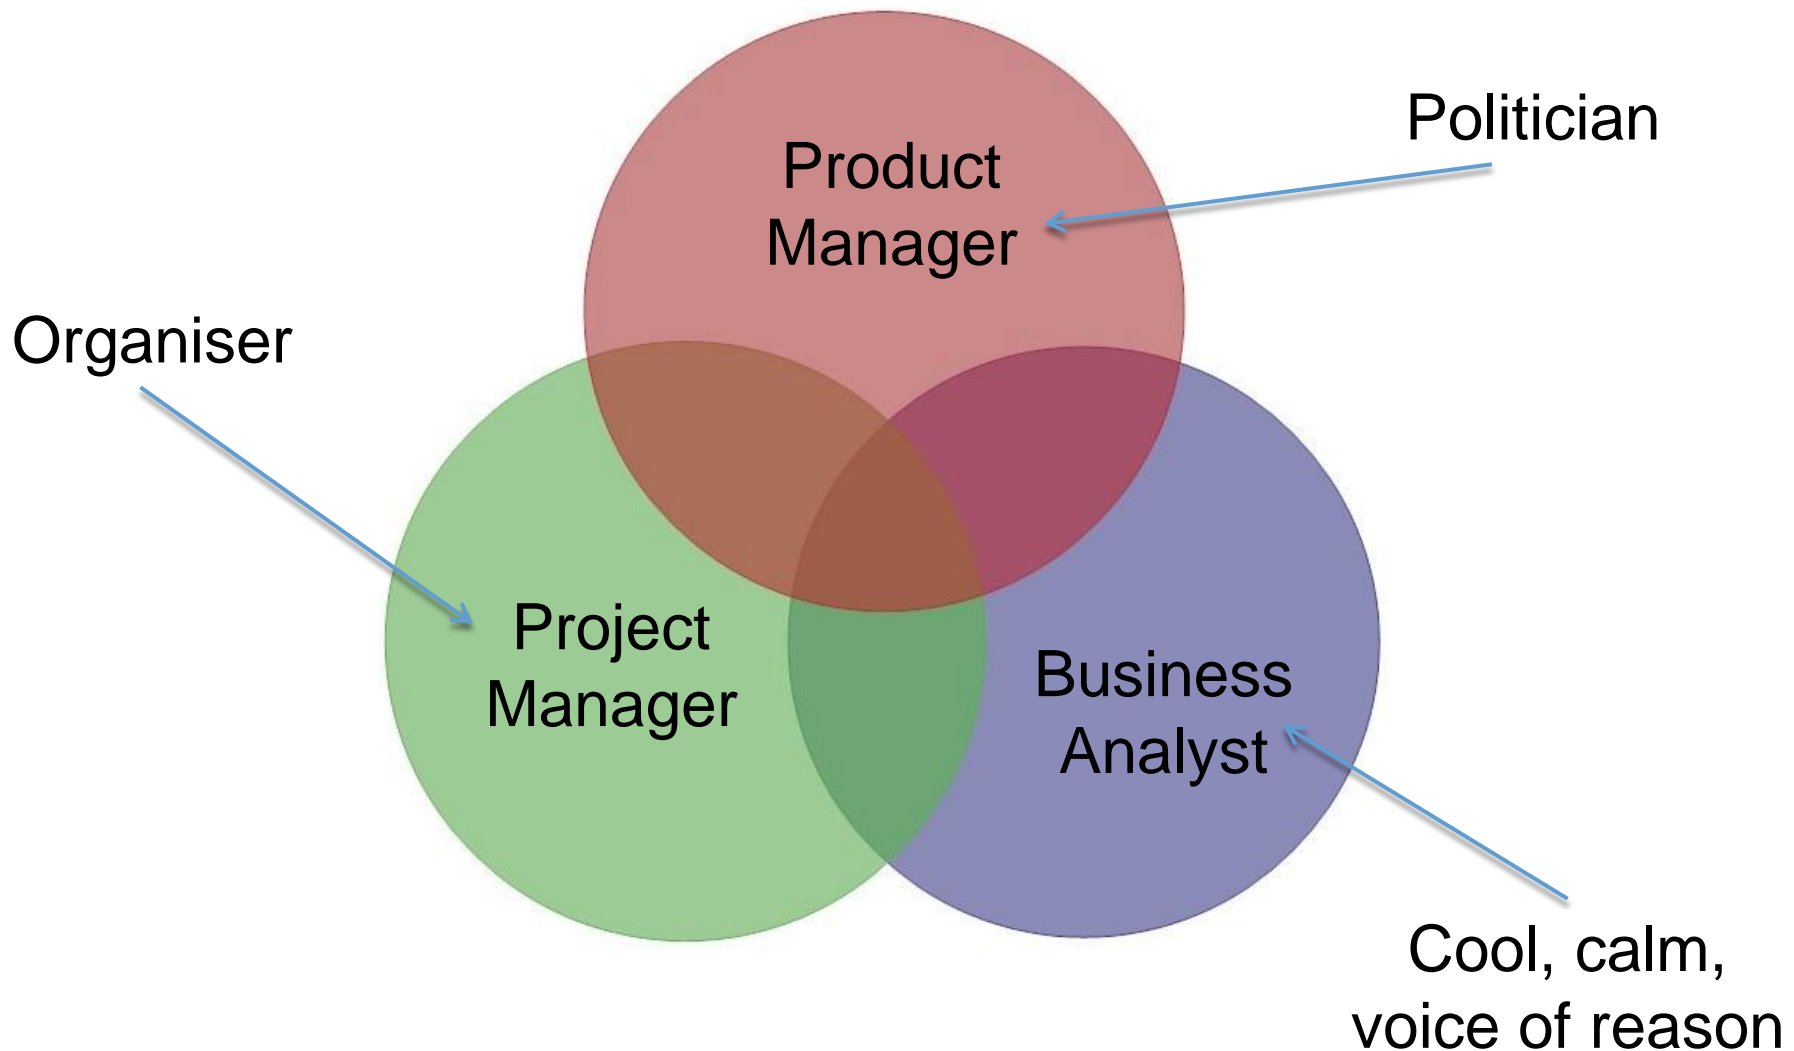 Product
Manager
Politician
Organiser
Project
Manager
Business
Analyst
Cool, calm,
voice of reason